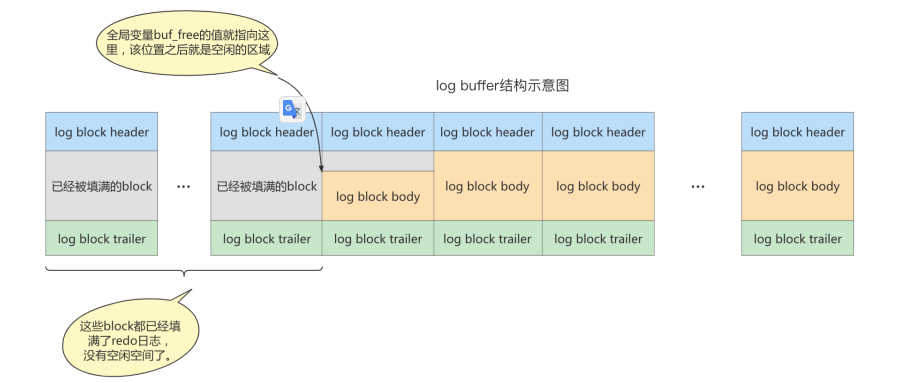 全局变量buf_free的值就指向这
里，该位置之后就是空闲的区域
log buffer结构示意图
log block header
log block header
log block header
log block header
log block header
log block header
已经被填满的block
...
已经被填满的block
log block body
log block body
log block body
...
log block body
log block trailer
log block trailer
log block trailer
log block trailer
log block trailer
log block trailer
这些block都已经填
满了redo日志，
没有空闲空间了。